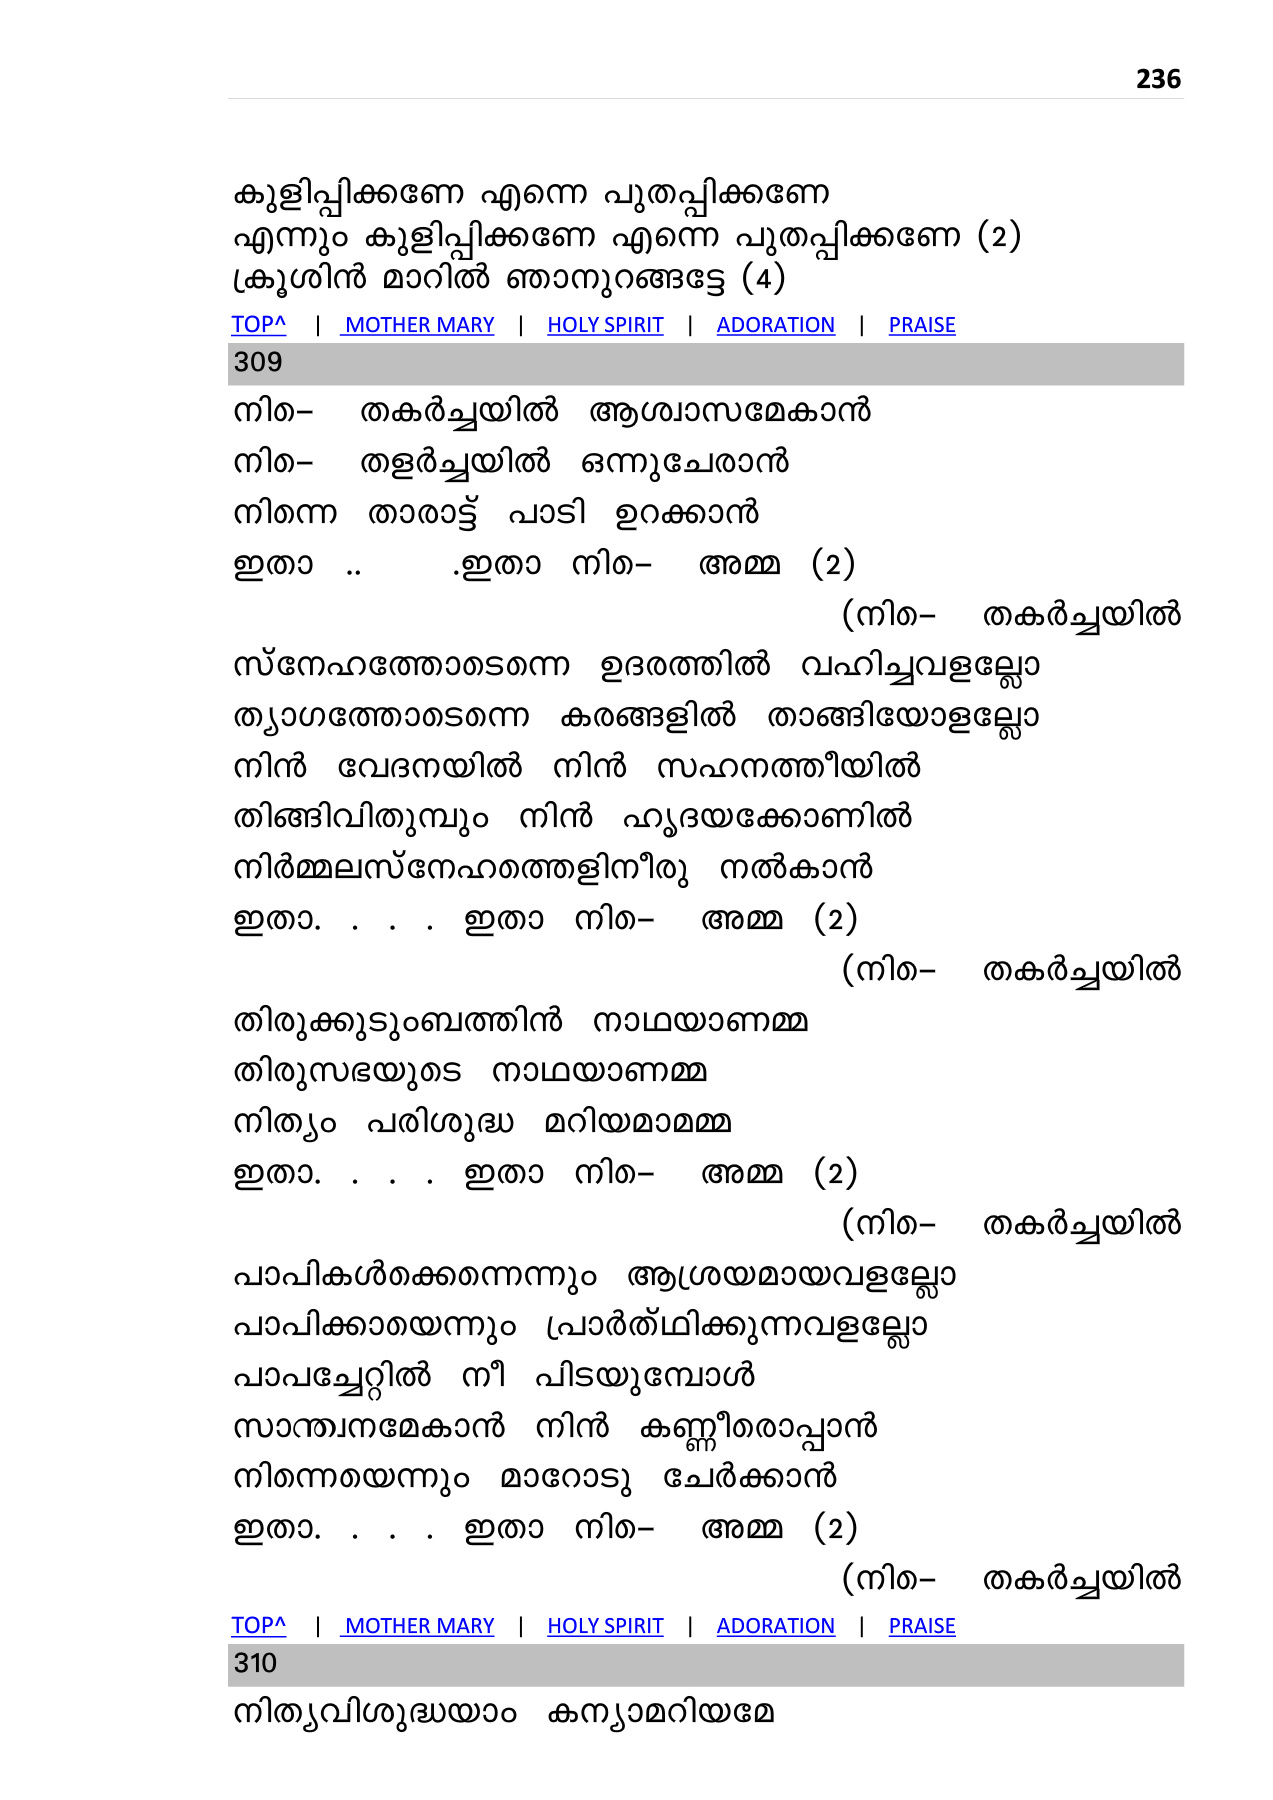 236
കുളിപ്പിക്കണേ എന്നെ പുതപ്പിക്കണേ
എന്നും കുളിപ്പിക്കണേ എന്നെ പുതപ്പിക്കണേ (2)
ക്രൂശിൻ മാറിൽ ഞാനുറങ്ങട്ടേ (4)
TOP^ | MOTHER MARY | HOLY SPIRIT | ADORATION | PRAISE
309
നിെ– തകർച്ചയിൽ ആശ്വാസമേകാൻ
നിെ– തളർച്ചയിൽ ഒന്നുചേരാൻ
നിന്നെ താരാട്ട് പാടി ഉറക്കാൻ
ഇതാ .. .ഇതാ നിെ– അമ്മ (2)
(നിെ– തകർച്ചയിൽ
സ്നേഹത്തോടെന്നെ ഉദരത്തിൽ വഹിച്ചവളല്ലോ
ത്യാഗത്തോടെന്നെ കരങ്ങളിൽ താങ്ങിയോളല്ലോ
നിൻ വേദനയിൽ നിൻ സഹനത്തീയിൽ
തിങ്ങിവിതുമ്പും നിൻ ഹൃദയക്കോണിൽ
നിർമ്മലസ്നേഹത്തെളിനീരു നൽകാൻ
ഇതാ. . . . ഇതാ നിെ– അമ്മ (2)
(നിെ– തകർച്ചയിൽ
തിരുക്കുടുംബത്തിൻ നാഥയാണമ്മ
തിരുസഭയുടെ നാഥയാണമ്മ
നിത്യം പരിശുദ്ധ മറിയമാമമ്മ
ഇതാ. . . . ഇതാ നിെ– അമ്മ (2)
(നിെ– തകർച്ചയിൽ
പാപികൾക്കെന്നെന്നും ആശ്രയമായവളല്ലോ
പാപിക്കായെന്നും പ്രാർത്ഥിക്കുന്നവളല്ലോ
പാപച്ചേറ്റിൽ നീ പിടയുമ്പോൾ
സാന്ത്വനമേകാൻ നിൻ കണ്ണീരൊപ്പാൻ
നിന്നെയെന്നും മാറോടു ചേർക്കാൻ
ഇതാ. . . . ഇതാ നിെ– അമ്മ (2)
(നിെ– തകർച്ചയിൽ
TOP^ | MOTHER MARY | HOLY SPIRIT | ADORATION | PRAISE
310
നിത്യവിശുദ്ധയാം കന്യാമറിയമേ